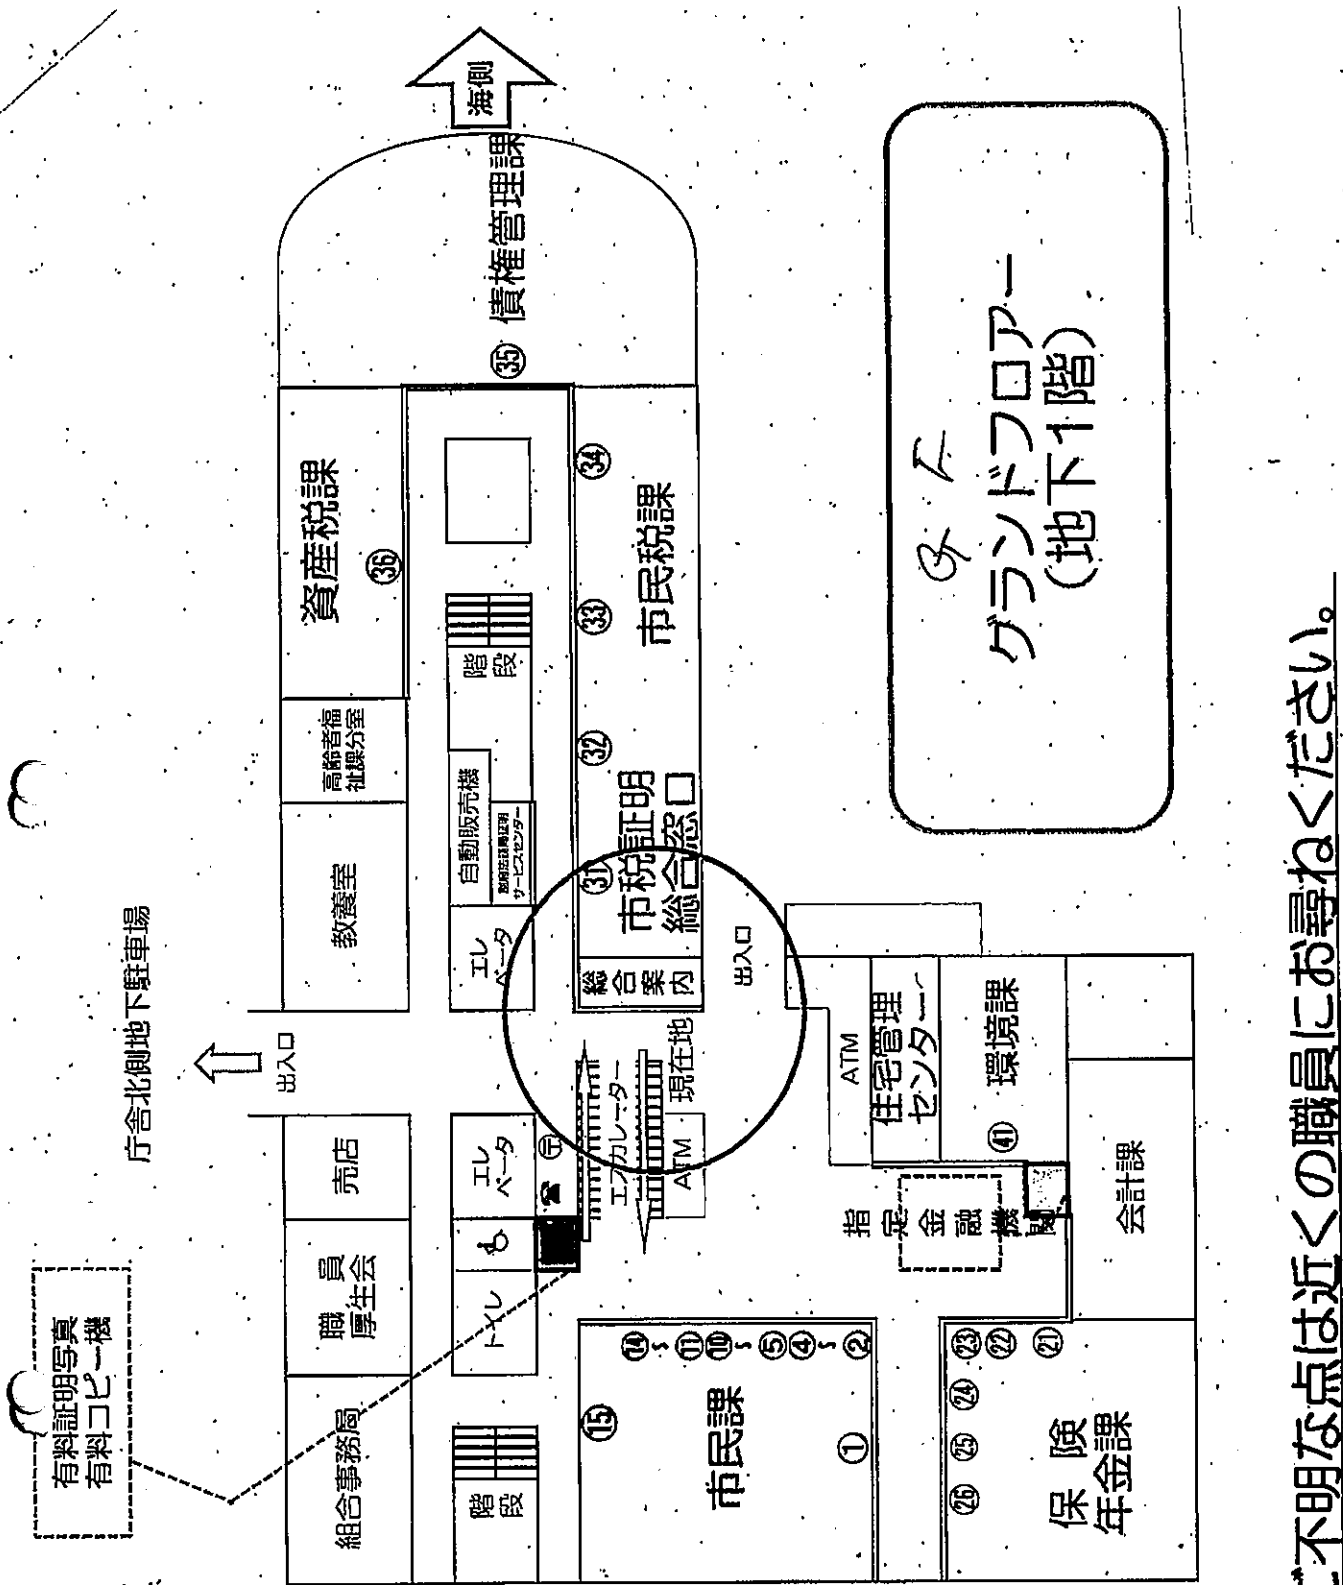 有料証明写真
有料コピー機
庁舎北側地下駐車場
出入口
組合事務局
職員
厚生会
売店
教養室
高齢者福
祉課分室
資産税課
㊱
階段
トイレ
エレ
ベータ
エレ
ベータ
自動販売機
サービスセンター
階段
㉟ 債権管理課
海側
⑮
市民課
①
⑭
〜
⑪
⑩
〜
⑤
④
〜
②
エスカレーター
ATM
現在地
総合案内
㉛
市税証明
総合窓口
㉜
㉝
市民税課
㉞
出入口
指定金融機関
ATM
住宅管理
センター
環境課
㊶
会計課
㉓
㉒
㉑
㉔
㉕
㉖
保険
年金課
GF
グランドフロアー
(地下1階)
不明な点は近くの職員にお尋ねください。